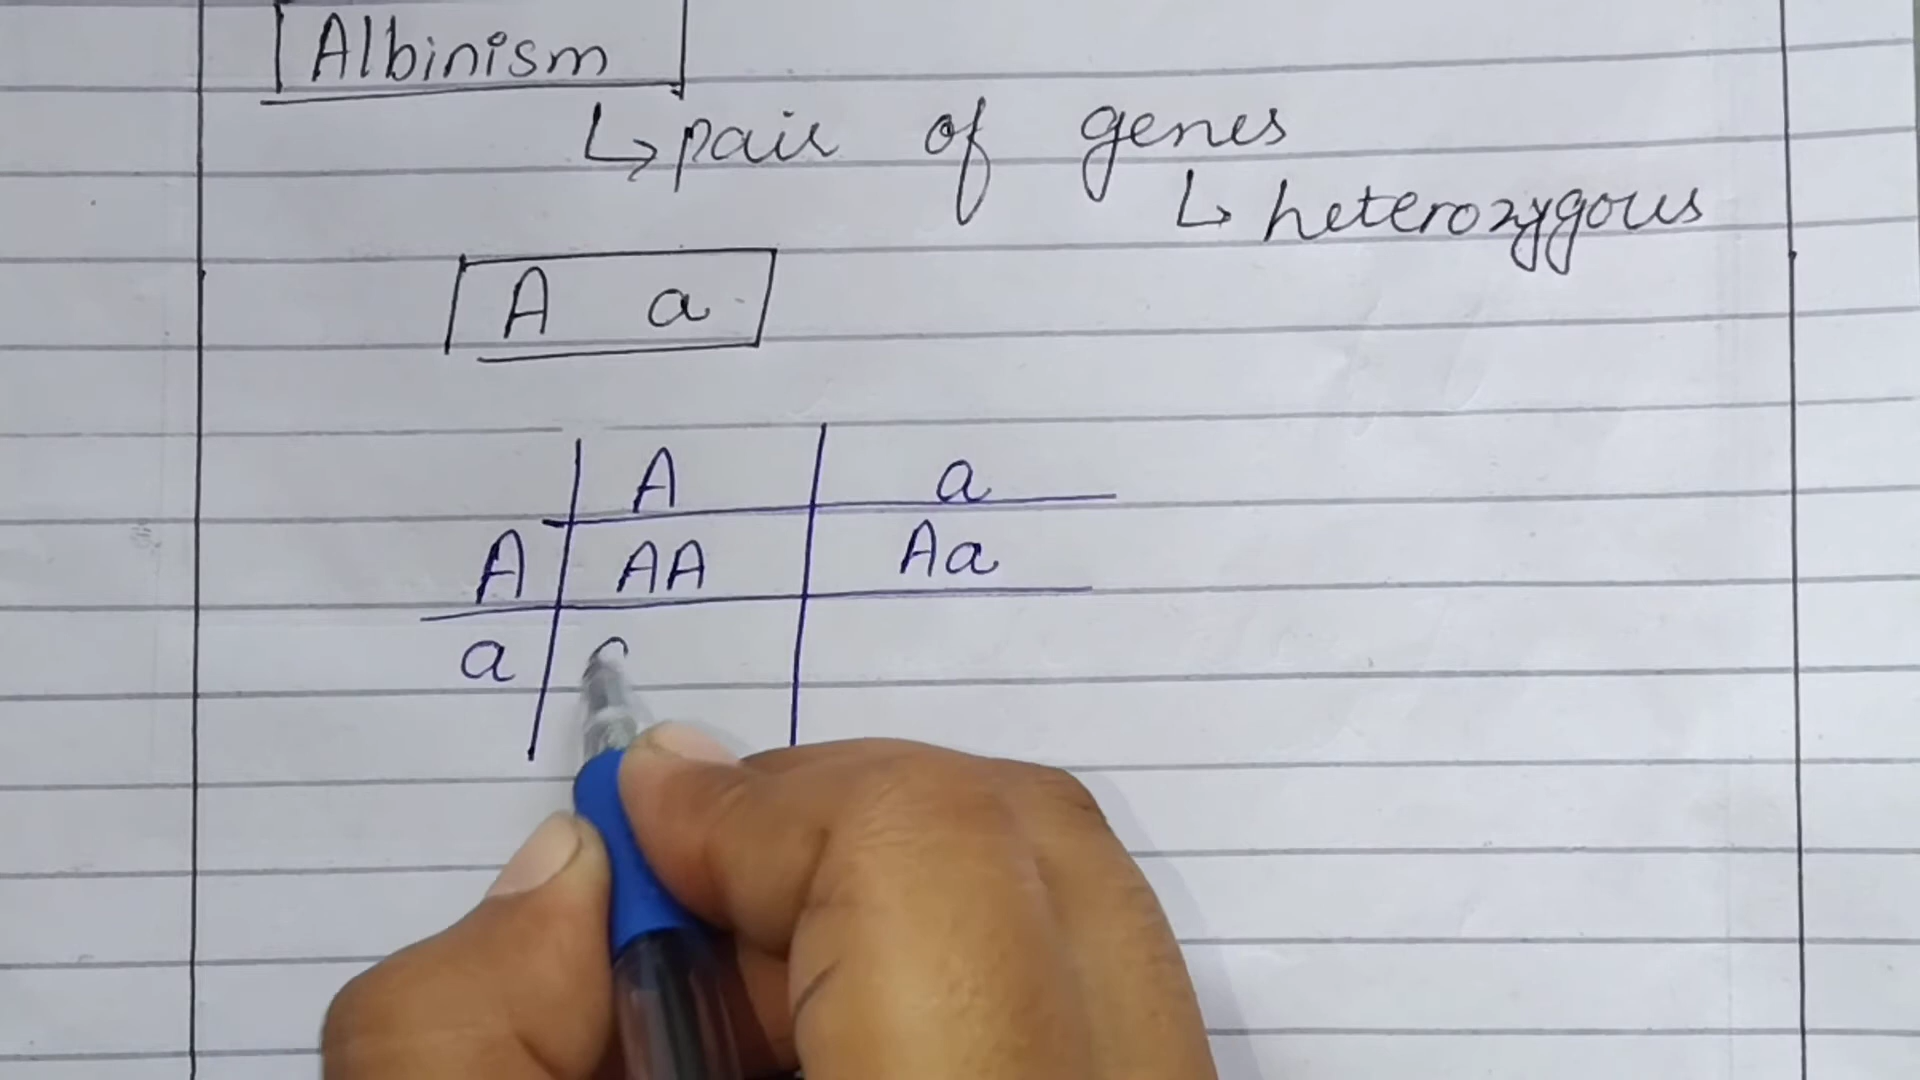 Albinism
↳ pair of genes
↳ heterozygous
A a
A a
A AA Aa
a